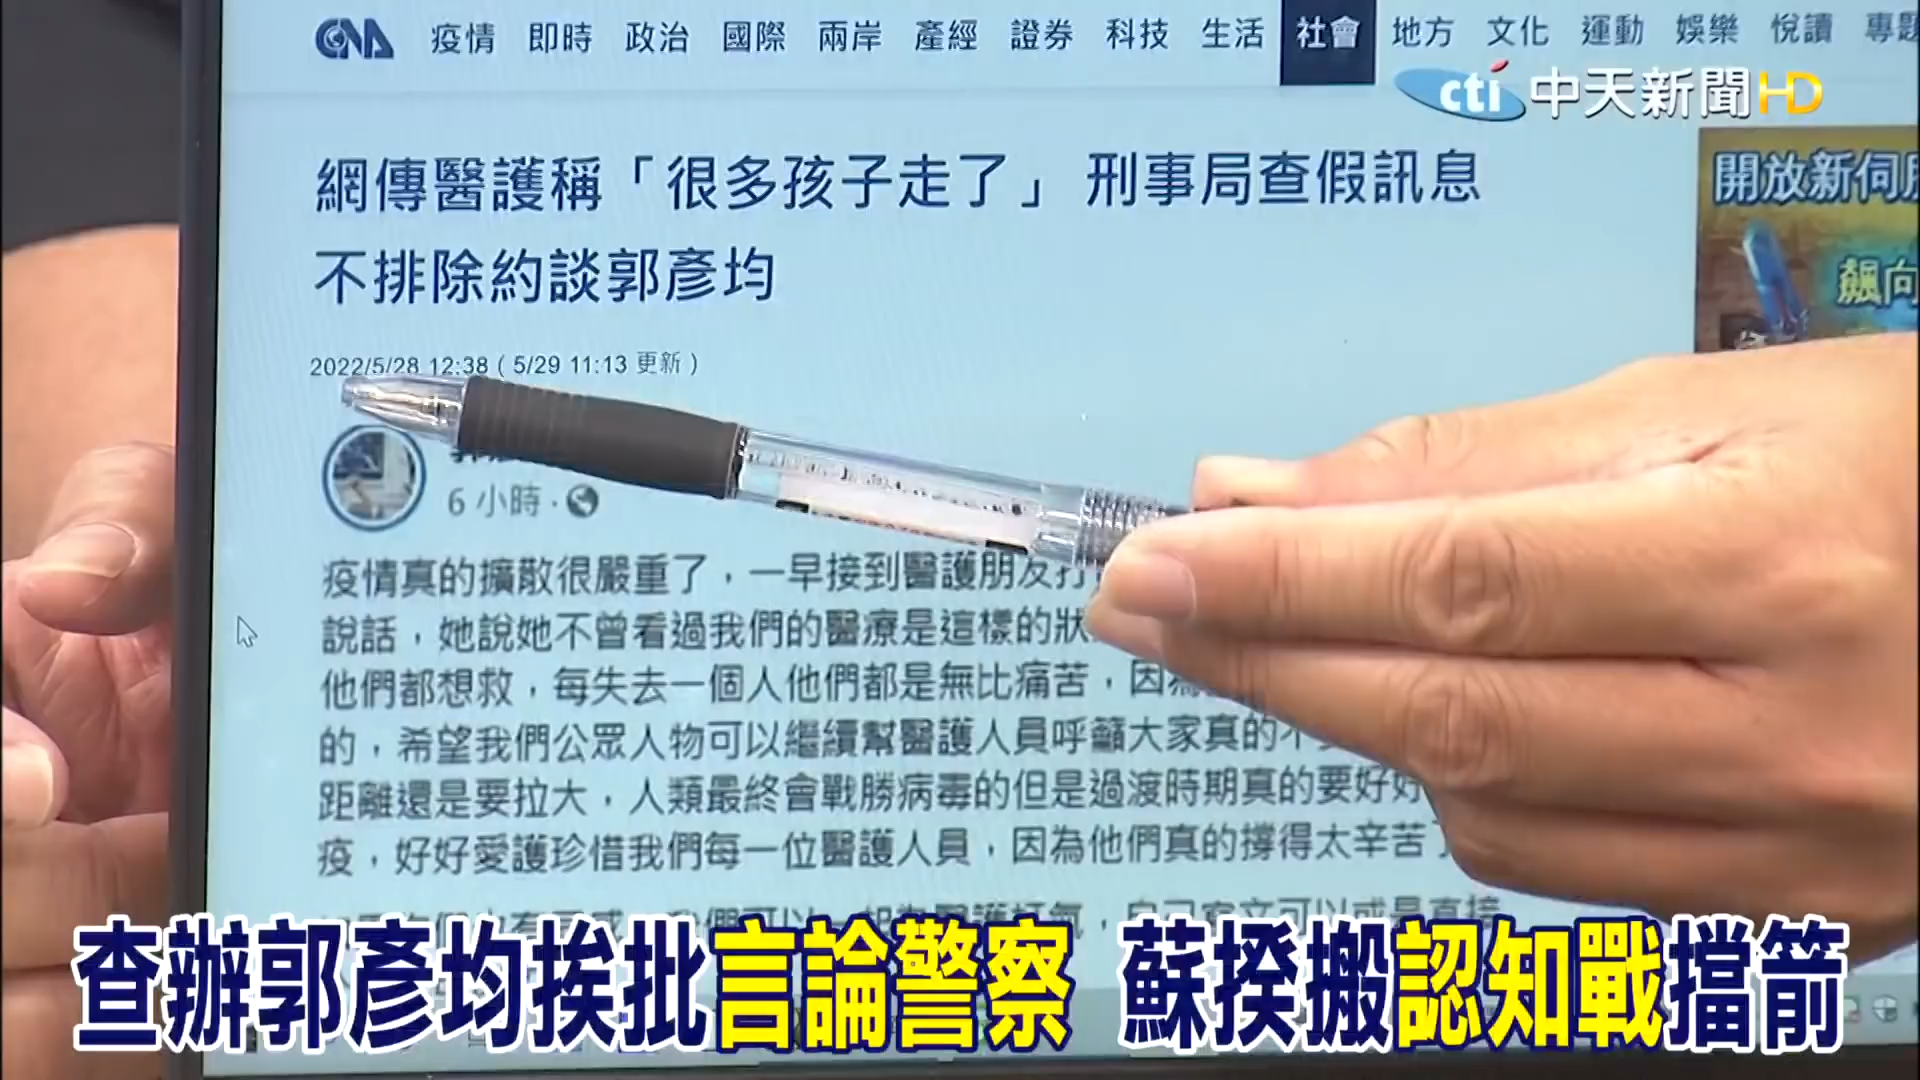 CNA 疫情 即時 政治 國際 兩岸 產經 證券 科技 生活 社會 地方 文化 運動 娛樂 悅讀 專題
cti 中天新聞HD
網傳醫護稱「很多孩子走了」 刑事局查假訊息
不排除約談郭彥均
開放新伺服
飆向
2022/5/28 12:38 ( 5/29 11:13 更新 )
6 小時
疫情真的擴散很嚴重了，一早接到醫護朋友打
說話，她說她不曾看過我們的醫療是這樣的狀
他們都想救，每失去一個人他們都是無比痛苦，因為
的，希望我們公眾人物可以繼續幫醫護人員呼籲大家真的不
距離還是要拉大，人類最終會戰勝病毒的但是過渡時期真的要好好
疫，好好愛護珍惜我們每一位醫護人員，因為他們真的撐得太辛苦了
查辦郭彥均挨批言論警察 蘇揆搬認知戰擋箭